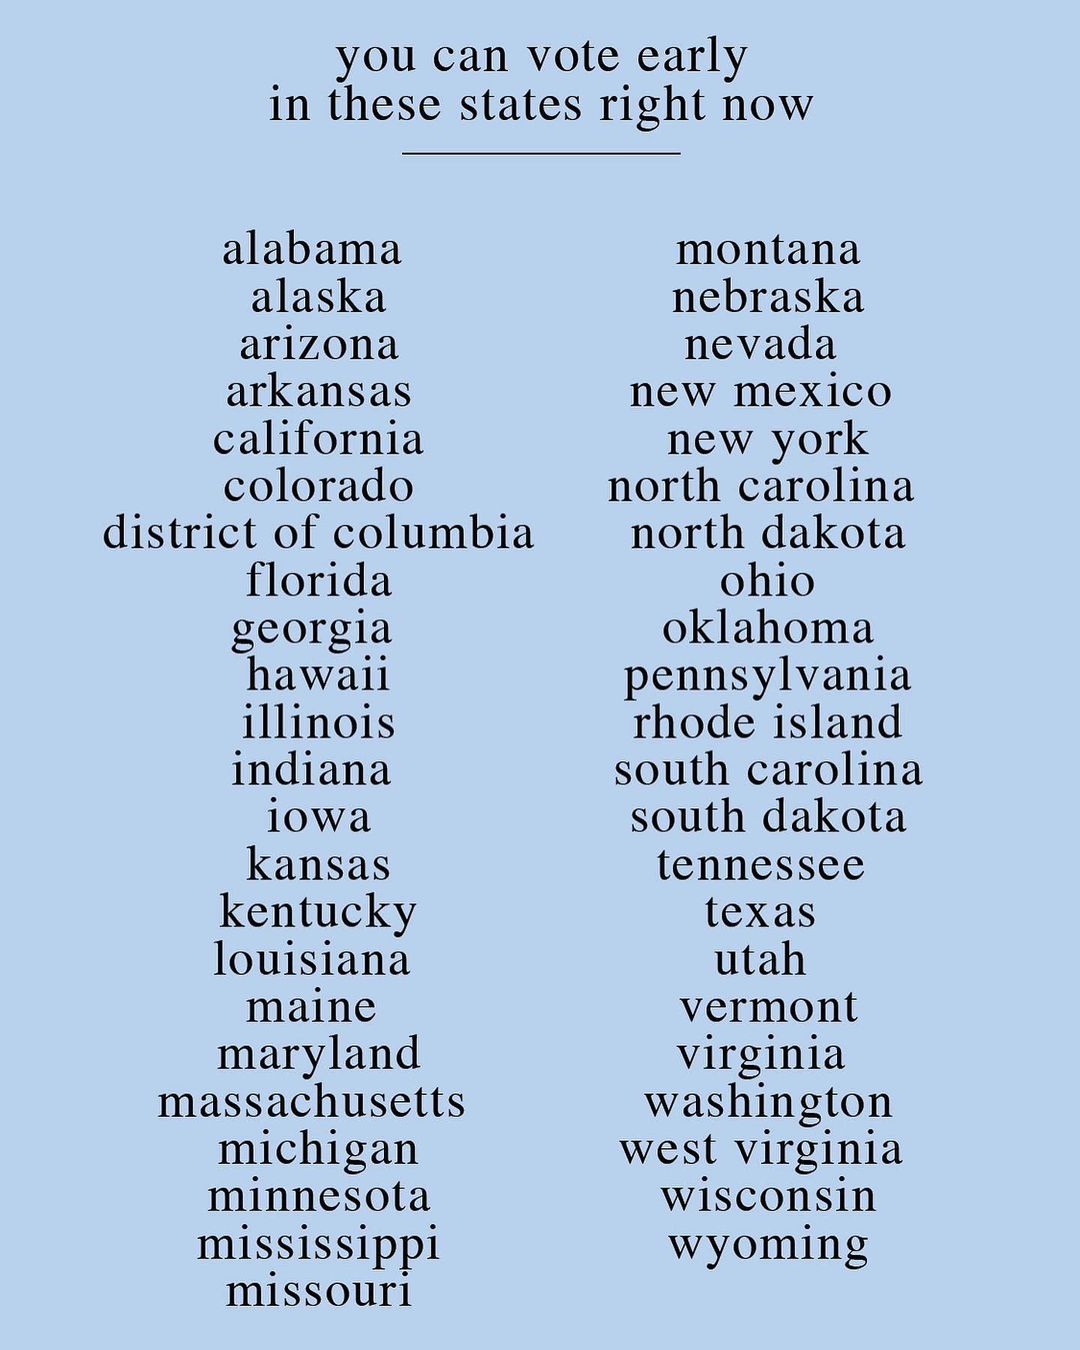 you can vote early
in these states right now
alabama
alaska
arizona
arkansas
california
colorado
district of columbia
florida
georgia
hawaii
illinois
indiana
iowa
kansas
kentucky
louisiana
maine
maryland
massachusetts
michigan
minnesota
mississippi
missouri
montana
nebraska
nevada
new mexico
new york
north carolina
north dakota
ohio
oklahoma
pennsylvania
rhode island
south carolina
south dakota
tennessee
texas
utah
vermont
virginia
washington
west virginia
wisconsin
wyoming